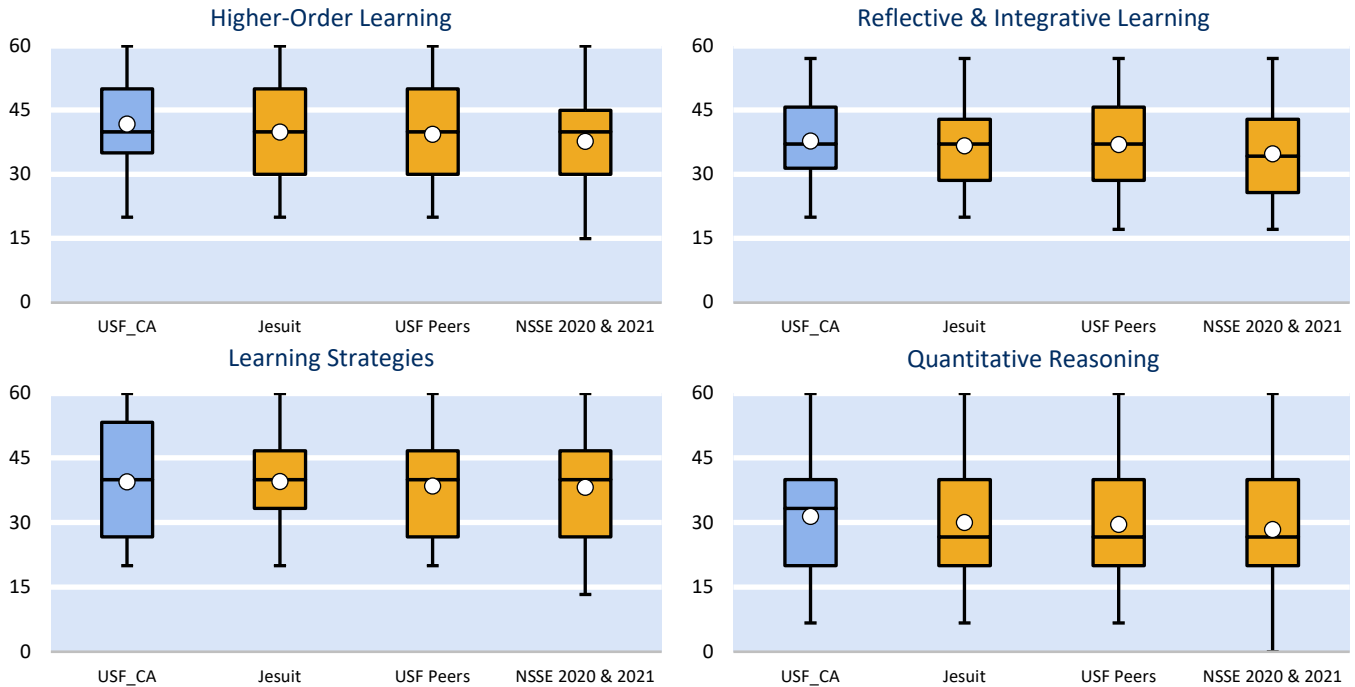 Higher-Order Learning
60
45
30
15
0
USF_CA Jesuit USF Peers NSSE 2020 & 2021
Reflective & Integrative Learning
60
45
30
15
0
USF_CA Jesuit USF Peers NSSE 2020 & 2021
Learning Strategies
60
45
30
15
0
USF_CA Jesuit USF Peers NSSE 2020 & 2021
Quantitative Reasoning
60
45
30
15
0
USF_CA Jesuit USF Peers NSSE 2020 & 2021